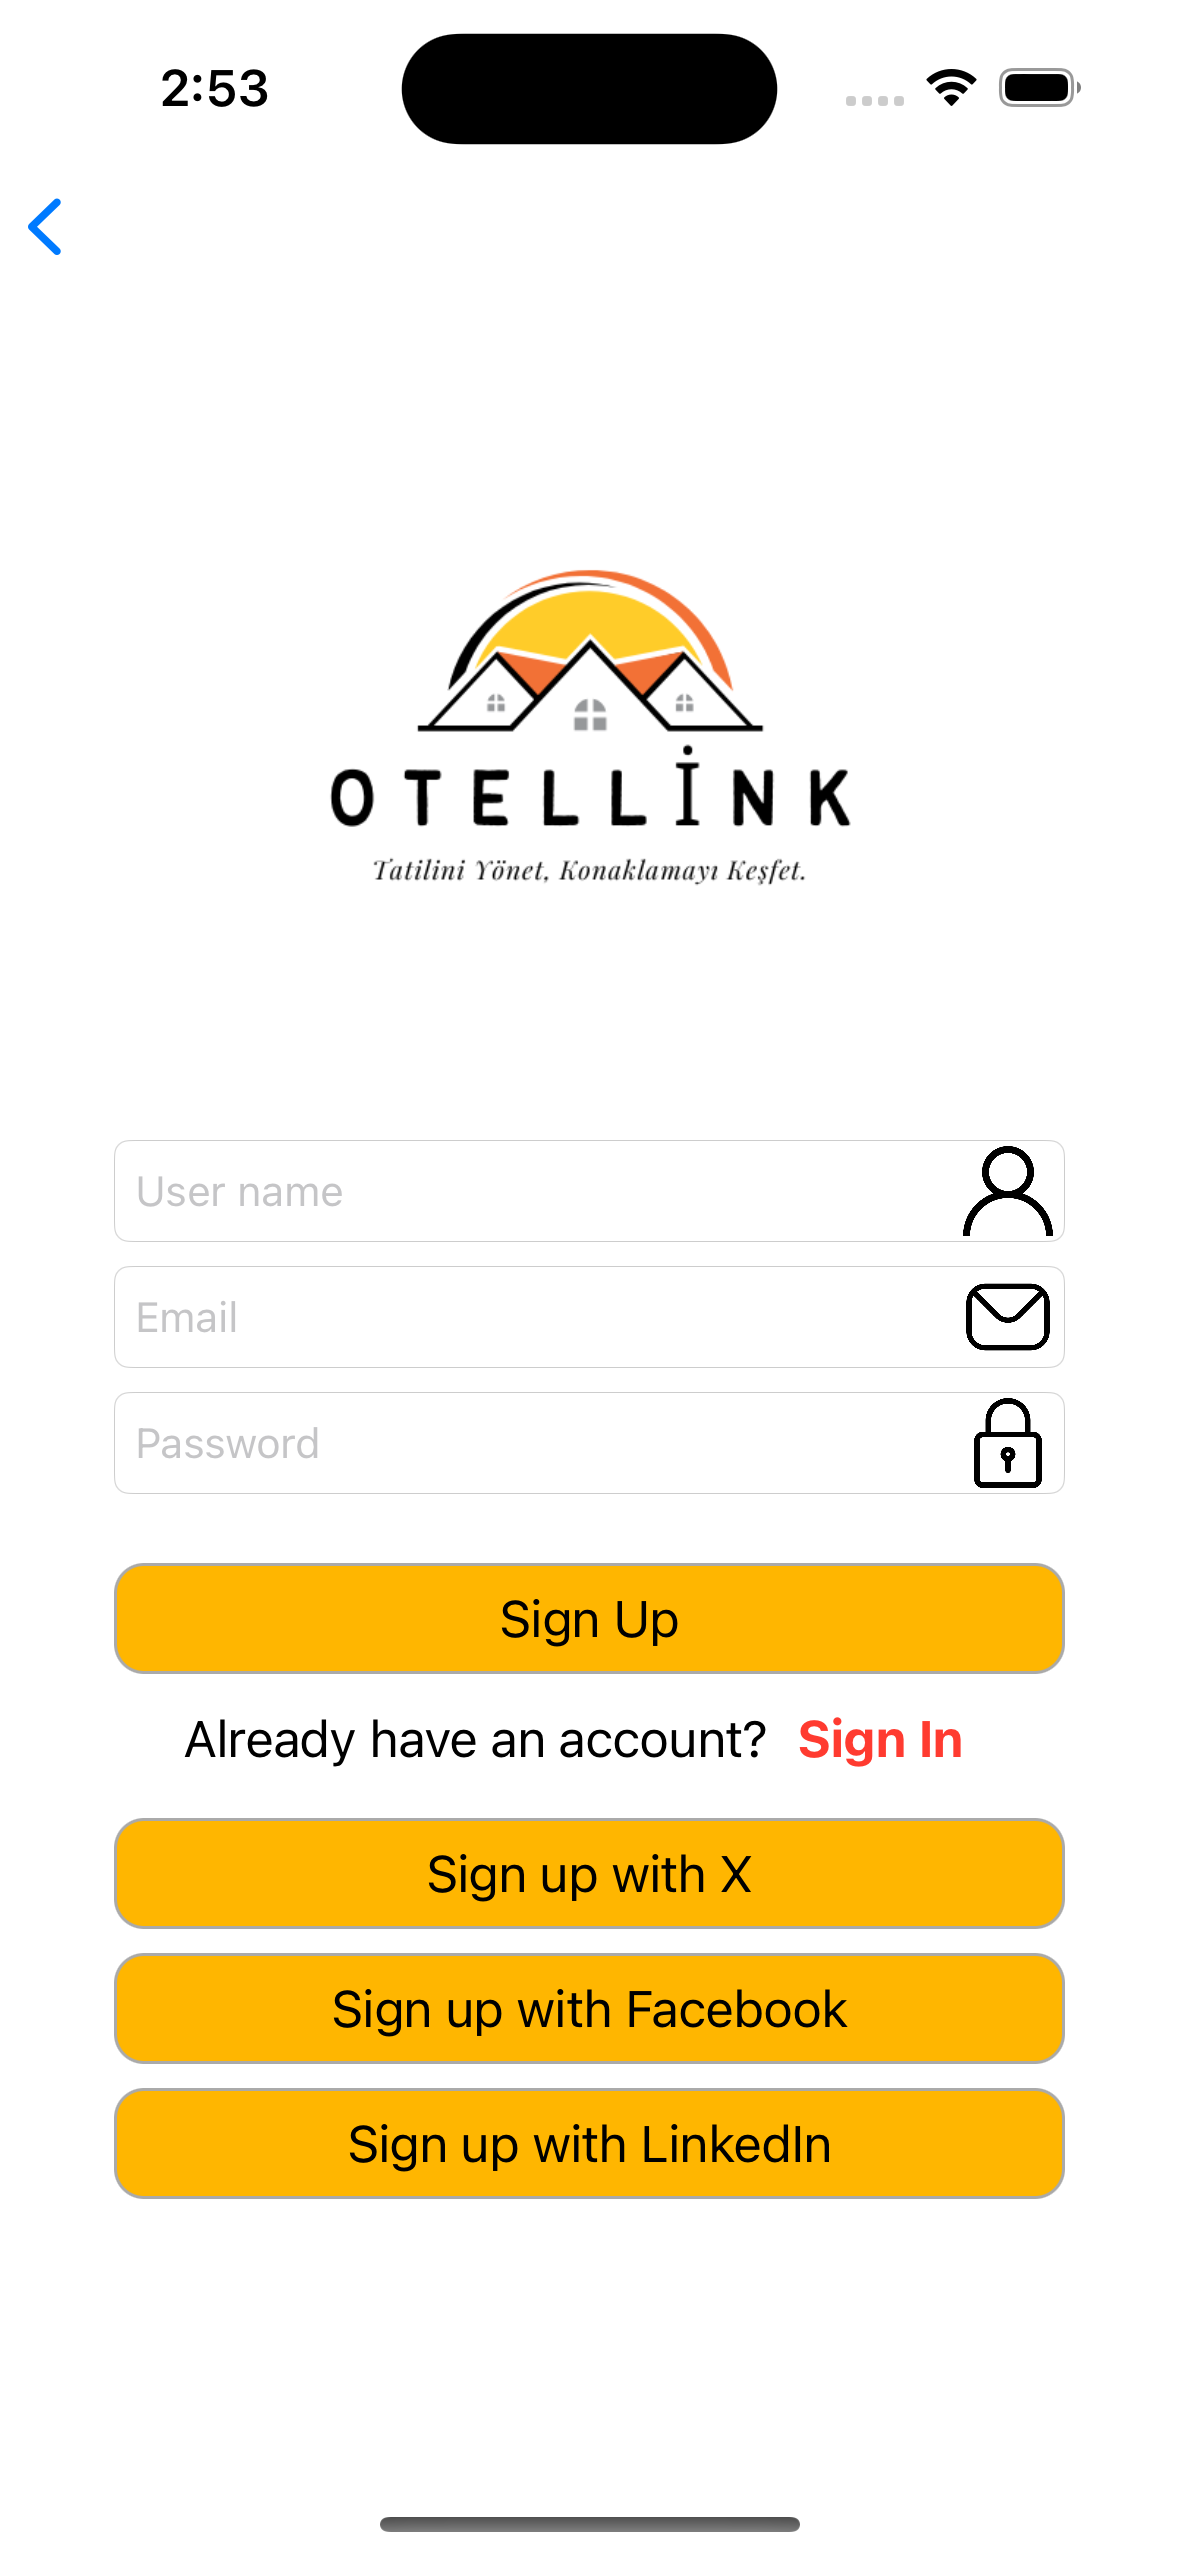 2:53
OTELLİNK
Tatilini Yönet, Konaklamayı Keşfet.
User name
Email
Password
Sign Up
Already have an account? Sign In
Sign up with X
Sign up with Facebook
Sign up with LinkedIn